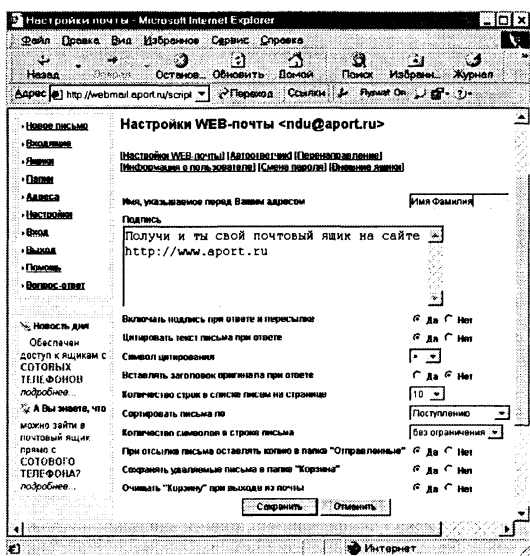 Настройки почты - Microsoft Internet Explorer
Файл Правка Вид Избранное Сервис Справка
Назад Останов... Обновить Домой Поиск Избранн... Журнал
Адрес http://webmail.aport.ru/script Переход Ссылки
Настройки WEB-почты <ndu@aport.ru>
[Настройки WEB-почты] [Автоответчик] [Перенаправление]
[Информация о пользователе] [Смена пароля] [Внешние ящики]
Новое письмо
Входящие
Ящики
Папки
Адреса
Настройки
Вход
Выход
Помощь
Вопрос-ответ
Новость дня
Обеспечен
доступ к ящикам с
СОТОВЫХ
ТЕЛЕФОНОВ
подробнее...
А Вы знаете, что
можно зайти в
почтовый ящик
прямо с
СОТОВОГО
ТЕЛЕФОНА?
подробнее...
Имя, указываемое перед Вашим адресом Имя Фамилия
Подпись
Получи и ты свой почтовый ящик на сайте
http://www.aport.ru
Включать подпись при ответе и пересылке Да Нет
Цитировать текст письма при ответе Да Нет
Символ цитирования >
Вставлять заголовок оригинала при ответе Да Нет
Количество строк в списке писем на странице 10
Сортировать письма по Поступлению
Количество символов в строке письма без ограничения
При отсылке письма оставлять копию в папке "Отправленные" Да Нет
Сохранять удаляемые письма в папке "Корзина" Да Нет
Очищать "Корзину" при выходе из почты Да Нет
Сохранить Отменить
Интернет